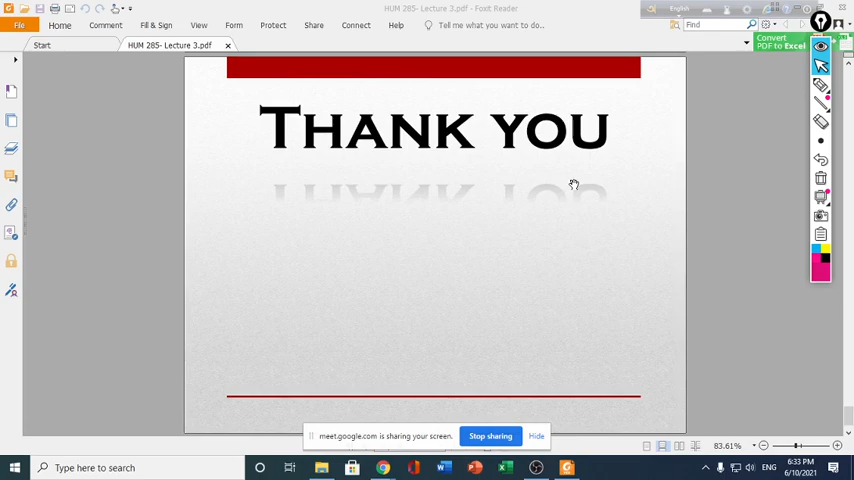 HUM 285- Lecture 3.pdf - Foxit Reader
English
File Home Comment Fill & Sign View Form Protect Share Connect Help Tell me what you want to do.. Find
Start HUM 285- Lecture 3.pdf
Convert
PDF to Excel
THANK YOU
meet.google.com is sharing your screen. Stop sharing Hide
83.61%
Type here to search
ENG
6:33 PM
6/10/2021